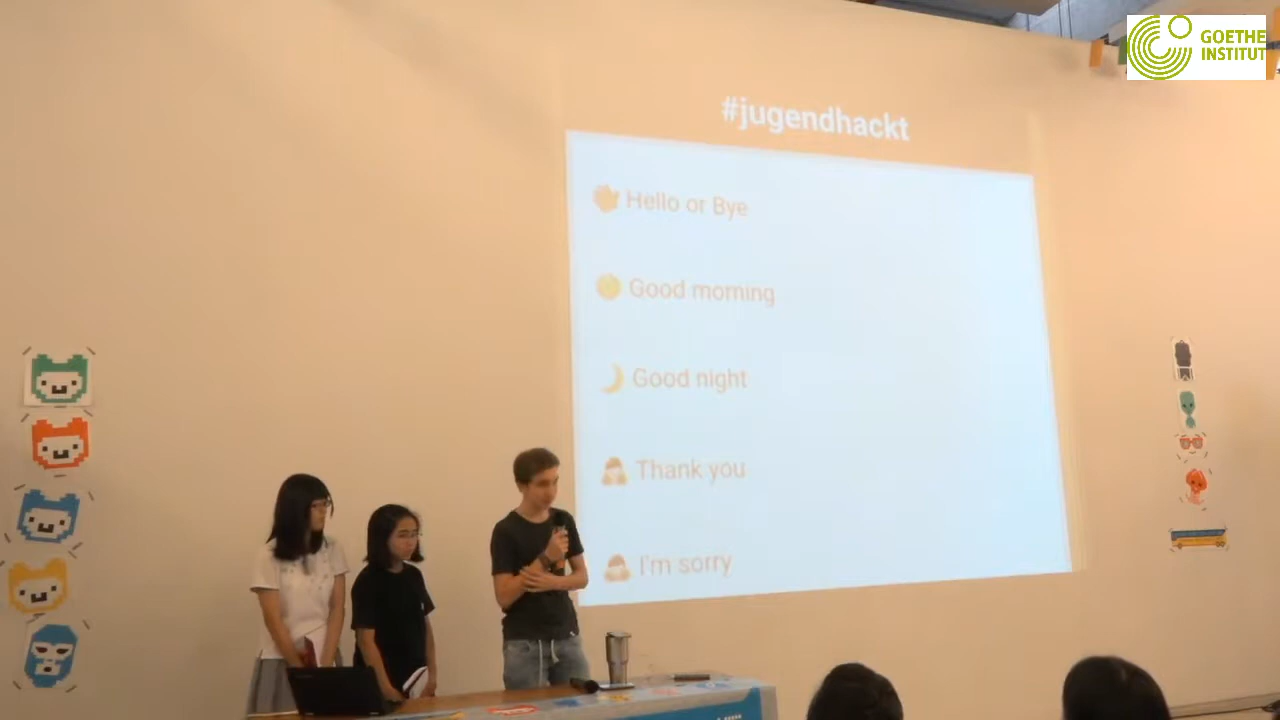 GOETHE
INSTITUT
#jugendhackt
Hello or Bye
Good morning
Good night
Thank you
I'm sorry